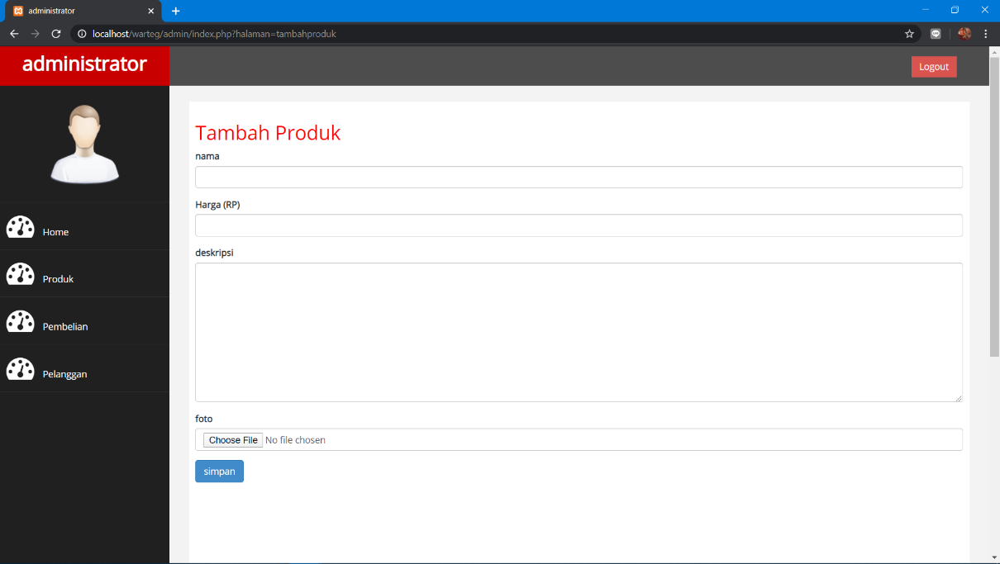 administrator
localhost/warteg/admin/index.php?halaman=tambahproduk
administrator
Logout
Home
Produk
Pembelian
Pelanggan
Tambah Produk
nama
Harga (RP)
deskripsi
foto
Choose File No file chosen
simpan